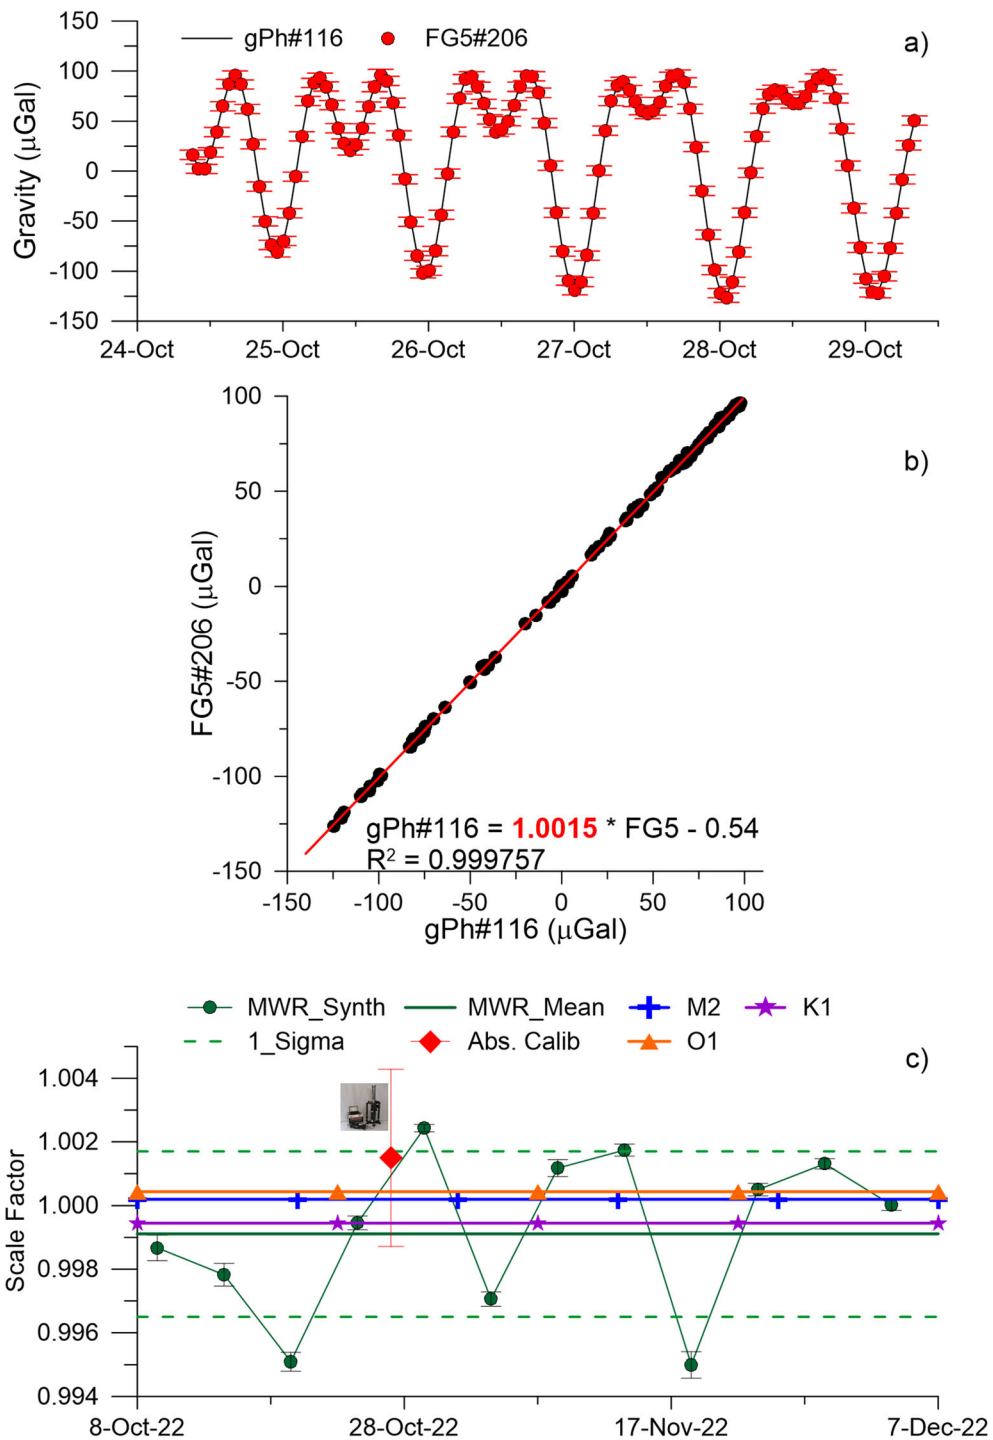 gPh#116 FG5#206 a)
150
100
50
0
-50
-100
-150
Gravity (µGal)
24-Oct 25-Oct 26-Oct 27-Oct 28-Oct 29-Oct
b)
100
50
0
-50
-100
-150
FG5#206 (µGal)
gPh#116 = 1.0015 * FG5 - 0.54
R² = 0.999757
-150 -100 -50 0 50 100
gPh#116 (µGal)
MWR_Synth MWR_Mean M2 K1
1_Sigma Abs. Calib O1 c)
1.004
1.002
1.000
0.998
0.996
0.994
Scale Factor
8-Oct-22 28-Oct-22 17-Nov-22 7-Dec-22